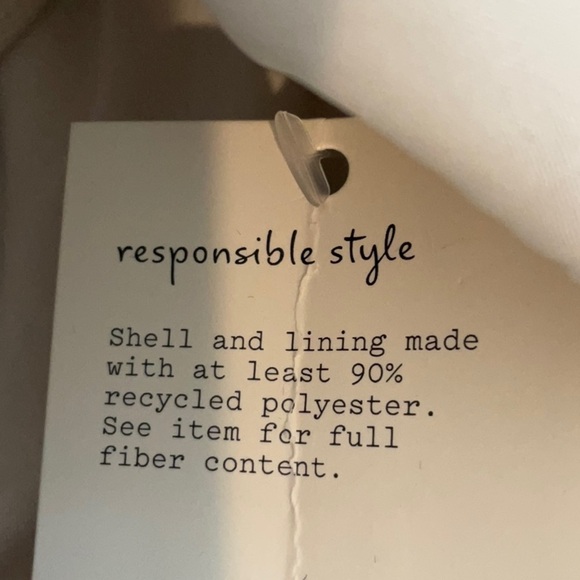 responsible style
Shell and lining made
with at least 90%
recycled polyester.
See item for full
fiber content.